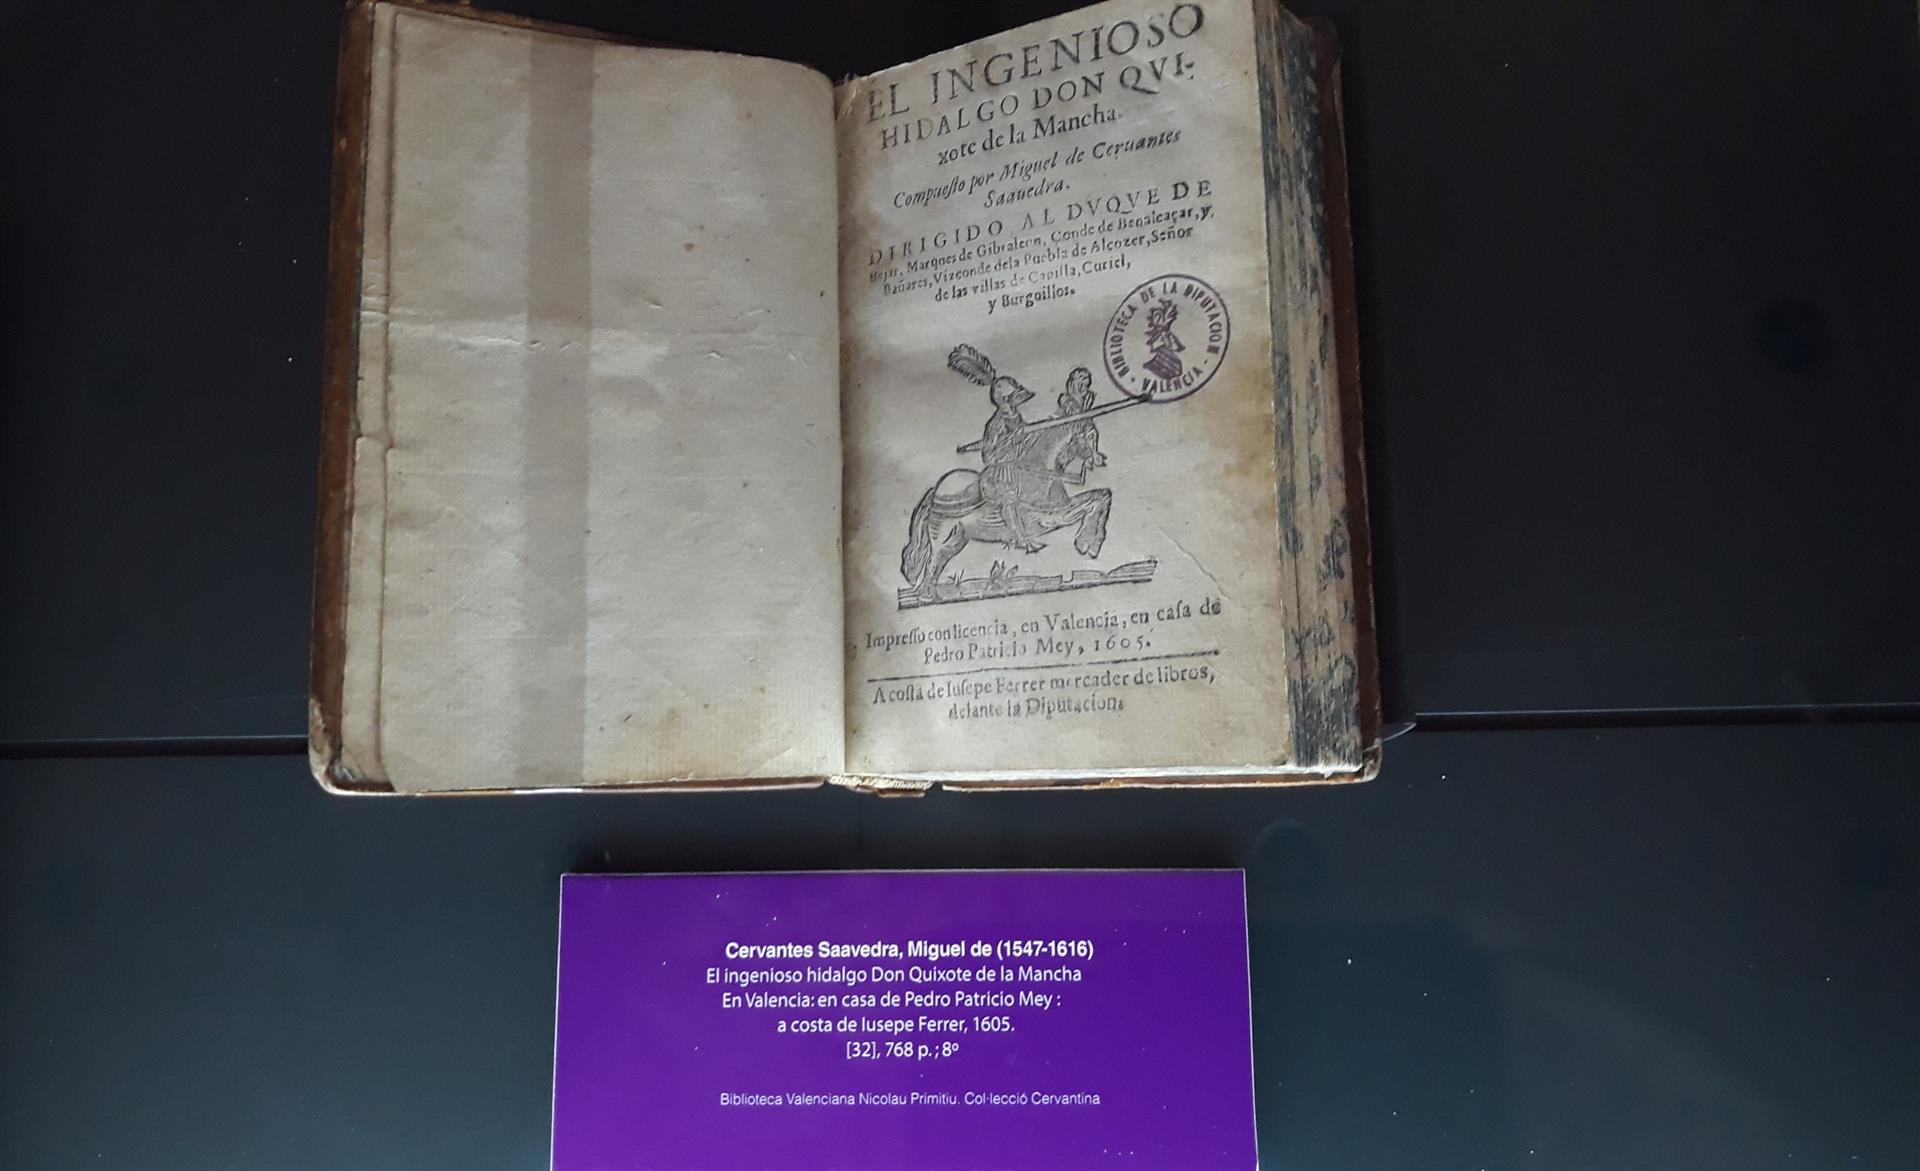 EL INGENIOSO
HIDALGO DON QVI-
xote de la Mancha.
Compueſto por Miguel de Ceruantes
Saauedra.
DIRIGIDO AL DVQVE DE
Bejar, Marques de Gibraleon, Conde de Benalcaçar, y
Bañares, Vizconde dela Puebla de Alcozer, Señor
de las villas de Capilla, Curiel,
y Burguillos.
BIBLIOTECA DE LA DIPUTACION
· VALENCIA ·
Impreſſo con licencia, en Valencia, en caſa de
Pedro Patricio Mey, 1605.
A coſta de Iuſepe Ferrer mercader de libros,
delante la Diputacion.
Cervantes Saavedra, Miguel de (1547-1616)
El ingenioso hidalgo Don Quixote de la Mancha
En Valencia: en casa de Pedro Patricio Mey :
a costa de Iusepe Ferrer, 1605.
[32], 768 p. ; 8º
Biblioteca Valenciana Nicolau Primitiu. Col·lecció Cervantina